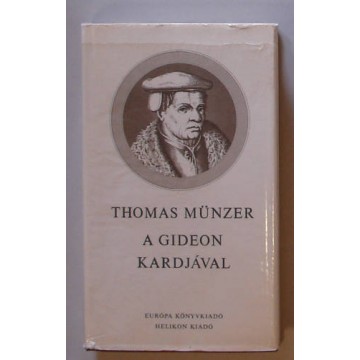 THOMAS MÜNZER
A GIDEON
KARDJÁVAL
EURÓPA KÖNYVKIADÓ
HELIKON KIADÓ